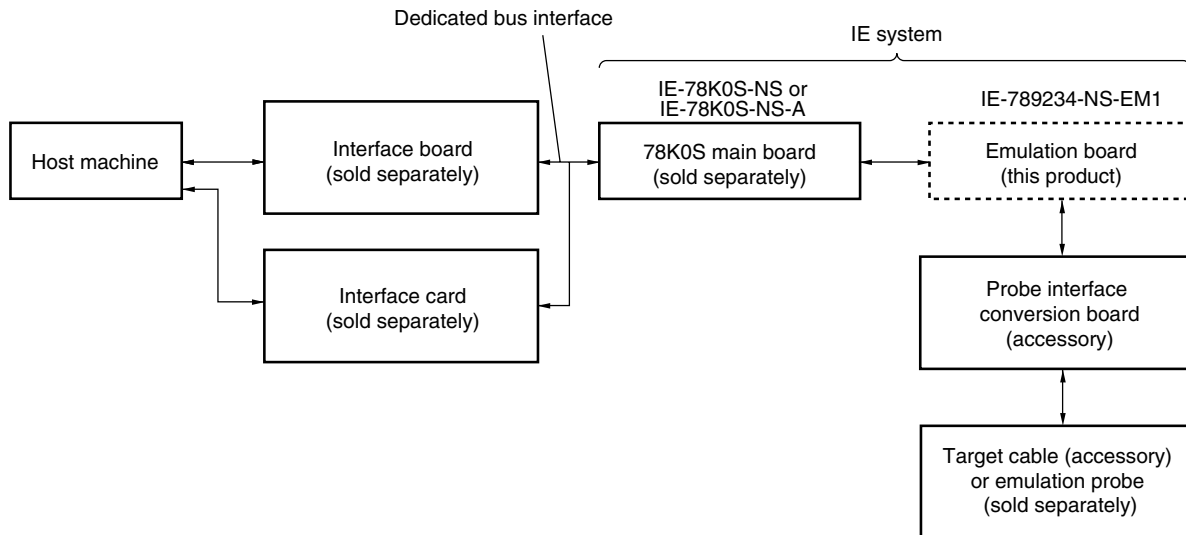 Dedicated bus interface
IE system
IE-78K0S-NS or
IE-78K0S-NS-A
IE-789234-NS-EM1
Host machine
Interface board
(sold separately)
78K0S main board
(sold separately)
Emulation board
(this product)
Interface card
(sold separately)
Probe interface
conversion board
(accessory)
Target cable (accessory)
or emulation probe
(sold separately)